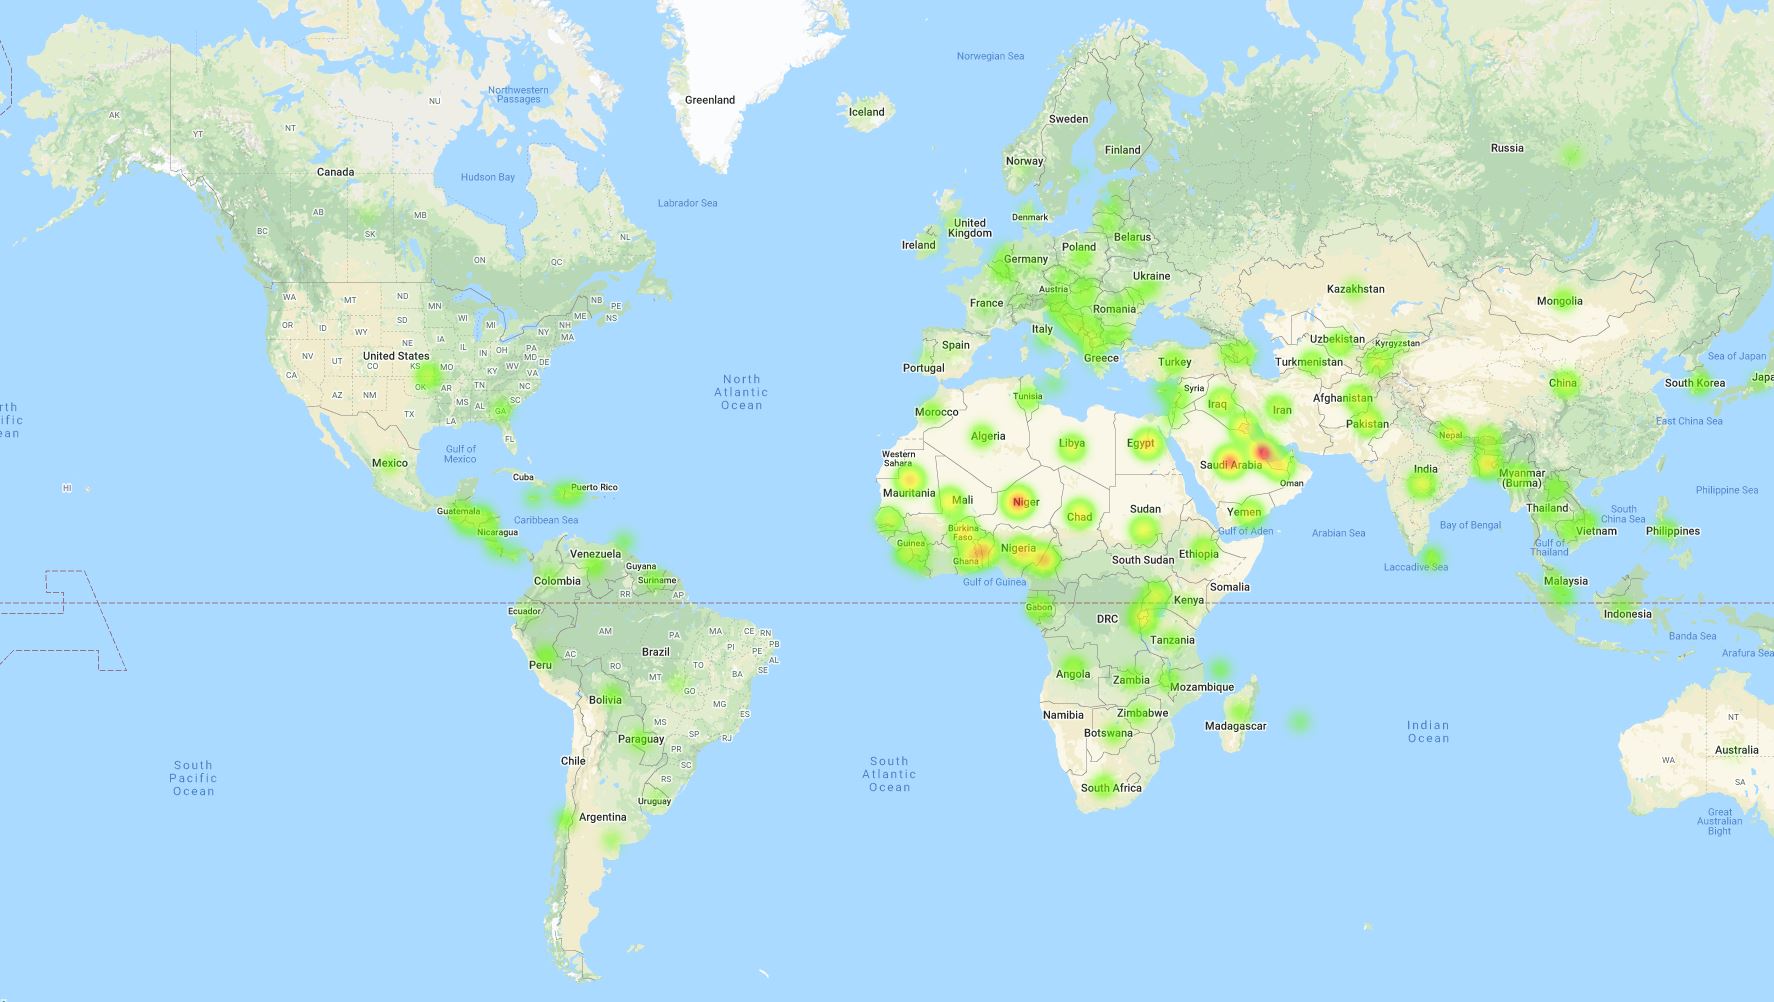 Greenland
Norwegian Sea
Northwestern
Passages
NU
AK
NT
YT
Canada
Hudson Bay
Labrador Sea
AB
MB
BC
SK
NL
ON
QC
Iceland
Sweden
Finland
Norway
Russia
Denmark
United
Kingdom
Ireland
Belarus
Poland
Germany
Ukraine
Austria
France
Romania
Italy
Spain
Portugal
Greece
Turkey
Kazakhstan
Mongolia
Uzbekistan
Kyrgyzstan
Turkmenistan
WA
MT
ND
MN
OR
ID
SD
WI
MI
WY
NE
IA
NV
UT
United States
CO
KS
MO
IL
IN
OH
PA
NY
NH
ME
NB
PE
NS
MA
MD
DE
WV
KY
VA
CA
AZ
NM
OK
AR
TN
NC
TX
LA
MS
AL
GA
SC
FL
North
Atlantic
Ocean
Gulf of
Mexico
Mexico
Cuba
Puerto Rico
HI
Guatemala
Caribbean Sea
Nicaragua
Venezuela
Guyana
Colombia
Suriname
RR
AP
Ecuador
AM
PA
MA
CE
RN
PB
PI
PE
AL
SE
AC
Peru
Brazil
RO
TO
BA
MT
GO
Bolivia
MG
ES
MS
Paraguay
SP
RJ
PR
SC
Chile
RS
Uruguay
Argentina
South
Pacific
Ocean
South
Atlantic
Ocean
Tunisia
Morocco
Algeria
Libya
Egypt
Western
Sahara
Mauritania
Mali
Niger
Chad
Sudan
Burkina
Faso
Guinea
Ghana
Nigeria
South Sudan
Ethiopia
Gulf of Guinea
Somalia
Gabon
DRC
Kenya
Tanzania
Angola
Zambia
Mozambique
Namibia
Zimbabwe
Botswana
Madagascar
South Africa
Syria
Iraq
Iran
Afghanistan
Pakistan
Saudi Arabia
Oman
Yemen
Gulf of Aden
Arabian Sea
Nepal
India
Myanmar
(Burma)
Bay of Bengal
Laccadive Sea
Thailand
Gulf of
Thailand
Vietnam
South
China Sea
Philippines
Philippine Sea
China
South Korea
Sea of Japan
Japa
East China Sea
Malaysia
Indonesia
Banda Sea
Arafura Sea
Indian
Ocean
NT
Australia
WA
SA
Great
Australian
Bight